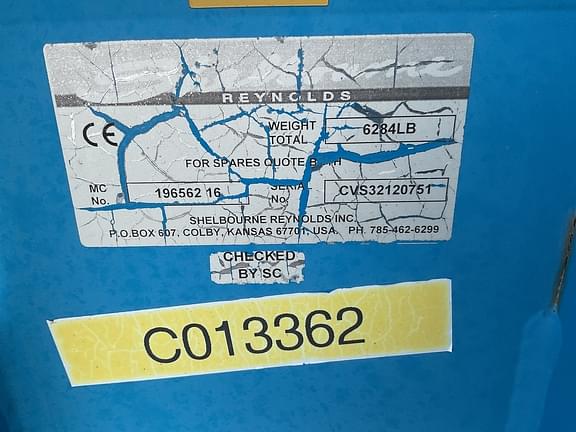 REYNOLDS
CE
WEIGHT TOTAL 6284LB
FOR SPARES QUOTE
MC No. 196562 16 SERIAL No. CVS32120751
SHELBOURNE REYNOLDS INC.
P.O.BOX 607, COLBY, KANSAS 67701, USA. PH. 785-462-6299
CHECKED
BY SC
C013362